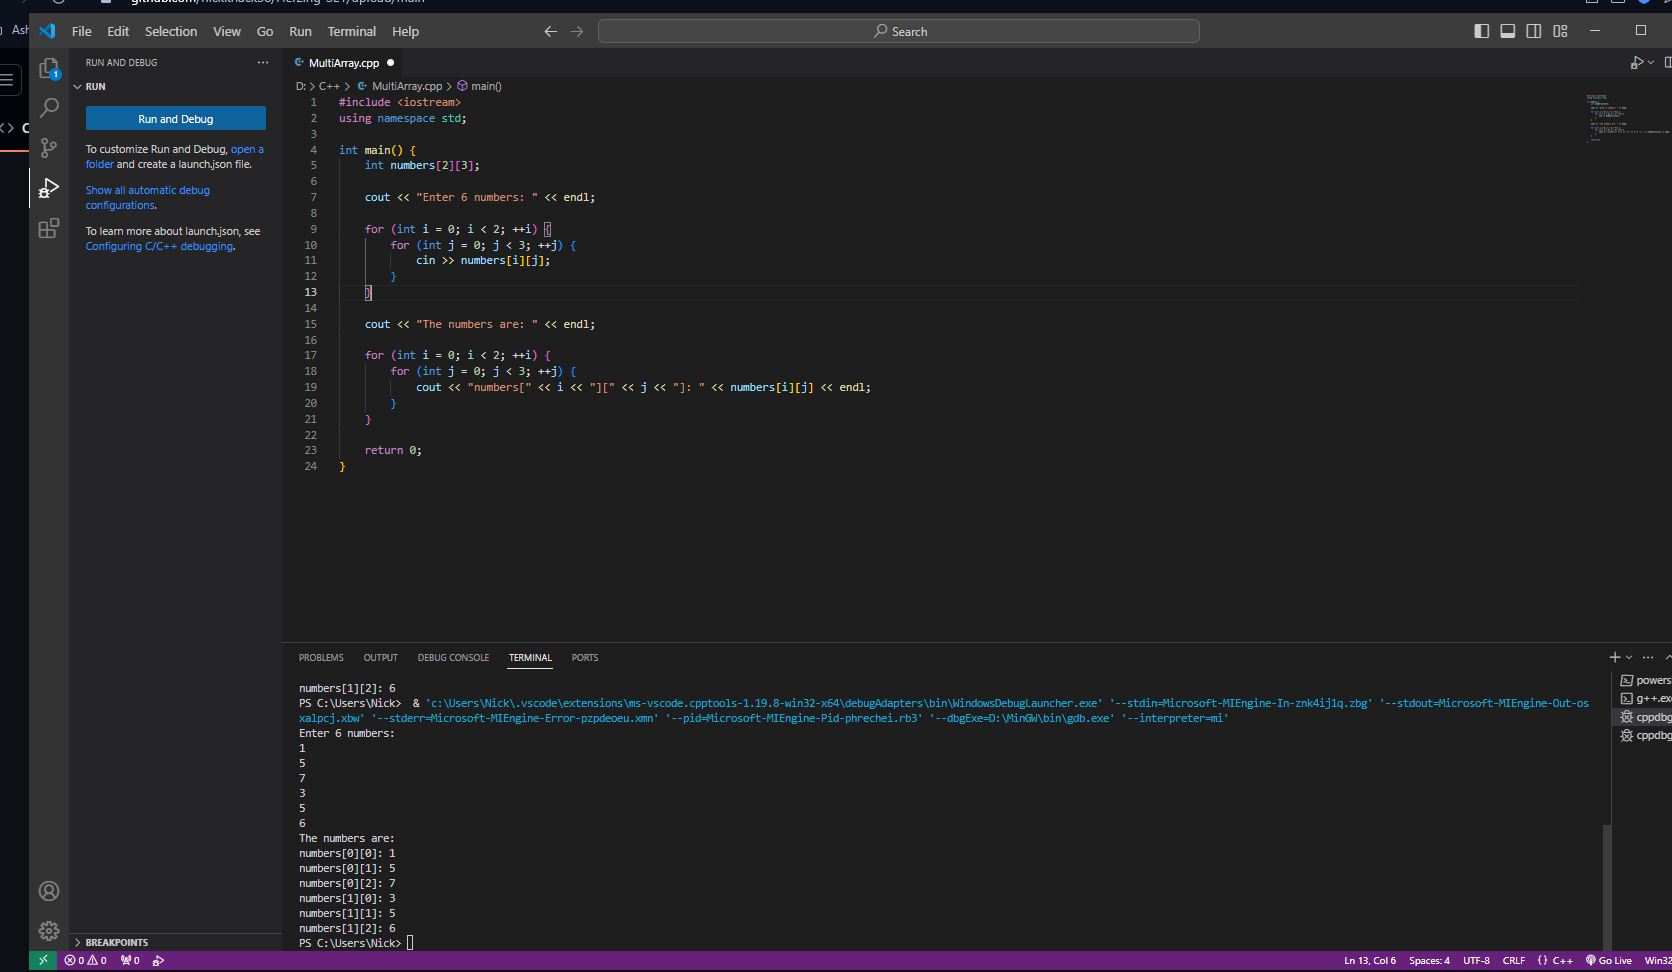 File Edit Selection View Go Run Terminal Help
Search
RUN AND DEBUG
RUN
Run and Debug
To customize Run and Debug, open a
folder and create a launch.json file.
Show all automatic debug
configurations.
To learn more about launch.json, see
Configuring C/C++ debugging.
BREAKPOINTS
MultiArray.cpp
D: > C++ > MultiArray.cpp > main()
1 #include <iostream>
2 using namespace std;
3
4 int main() {
5 int numbers[2][3];
6
7 cout << "Enter 6 numbers: " << endl;
8
9 for (int i = 0; i < 2; ++i) {
10 for (int j = 0; j < 3; ++j) {
11 cin >> numbers[i][j];
12 }
13 }
14
15 cout << "The numbers are: " << endl;
16
17 for (int i = 0; i < 2; ++i) {
18 for (int j = 0; j < 3; ++j) {
19 cout << "numbers[" << i << "][" << j << "]: " << numbers[i][j] << endl;
20 }
21 }
22
23 return 0;
24 }
PROBLEMS OUTPUT DEBUG CONSOLE TERMINAL PORTS
numbers[1][2]: 6
PS C:\Users\Nick> & 'c:\Users\Nick\.vscode\extensions\ms-vscode.cpptools-1.19.8-win32-x64\debugAdapters\bin\WindowsDebugLauncher.exe' '--stdin=Microsoft-MIEngine-In-znk4ij1q.zbg' '--stdout=Microsoft-MIEngine-Out-os
xalpcj.xbw' '--stderr=Microsoft-MIEngine-Error-pzpdeoeu.xmn' '--pid=Microsoft-MIEngine-Pid-phrechei.rb3' '--dbgExe=D:\MinGW\bin\gdb.exe' '--interpreter=mi'
Enter 6 numbers:
1
5
7
3
5
6
The numbers are:
numbers[0][0]: 1
numbers[0][1]: 5
numbers[0][2]: 7
numbers[1][0]: 3
numbers[1][1]: 5
numbers[1][2]: 6
PS C:\Users\Nick>
powers
g++.exe
cppdbg
cppdbg
0 0 0
Ln 13, Col 6 Spaces: 4 UTF-8 CRLF {} C++ Go Live Win32